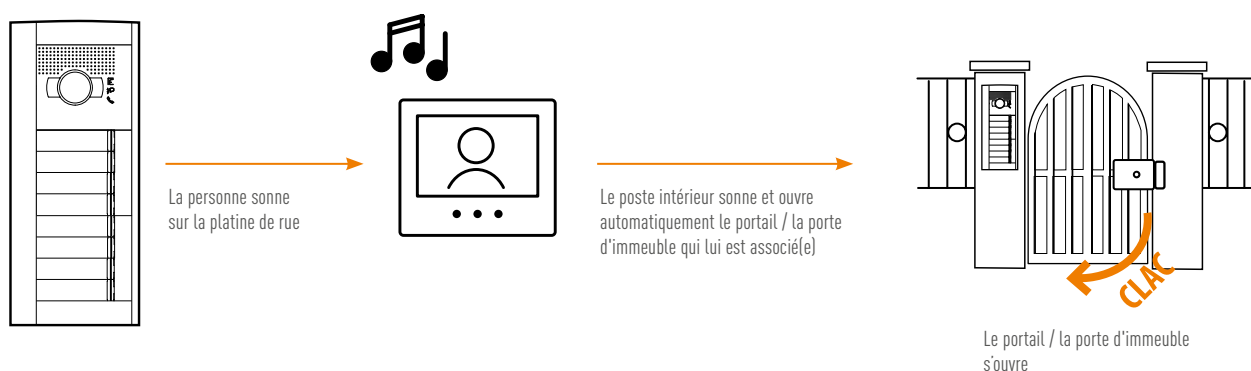 La personne sonne
sur la platine de rue
Le poste intérieur sonne et ouvre
automatiquement le portail / la porte
d'immeuble qui lui est associé(e)
CLAC
Le portail / la porte d'immeuble
s'ouvre